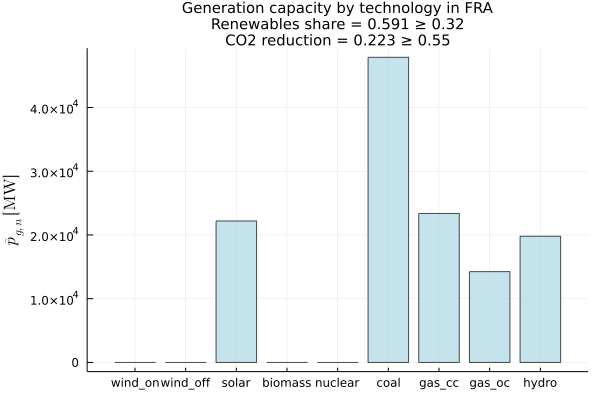 Generation capacity by technology in FRA
Renewables share = 0.591 ≥ 0.32
CO2 reduction = 0.223 ≥ 0.55
p̄_{g,n}[MW]
4.0×10⁴
3.0×10⁴
2.0×10⁴
1.0×10⁴
0
wind_on wind_off solar biomass nuclear coal gas_cc gas_oc hydro